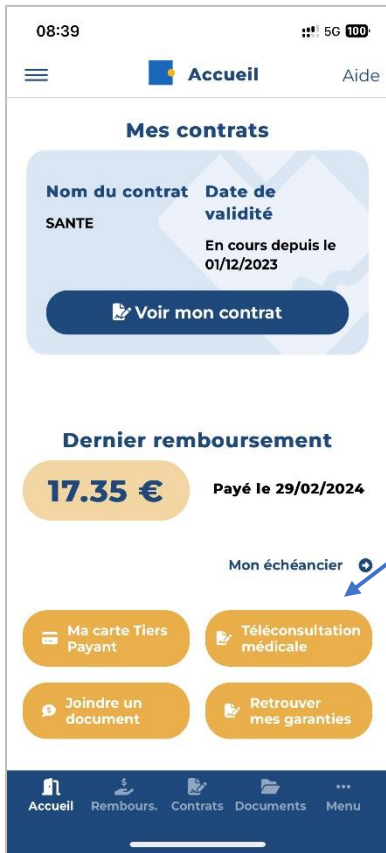 08:39
5G 100
Accueil
Aide
Mes contrats
Nom du contrat
SANTE
Date de
validité
En cours depuis le
01/12/2023
Voir mon contrat
Dernier remboursement
17.35 €
Payé le 29/02/2024
Mon échéancier
Ma carte Tiers
Payant
Téléconsultation
médicale
Joindre un
document
Retrouver
mes garanties
Accueil
Rembours.
Contrats
Documents
Menu